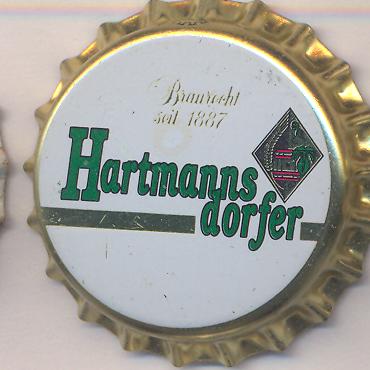 Braurecht
seit 1887
Hartmanns
dorfer